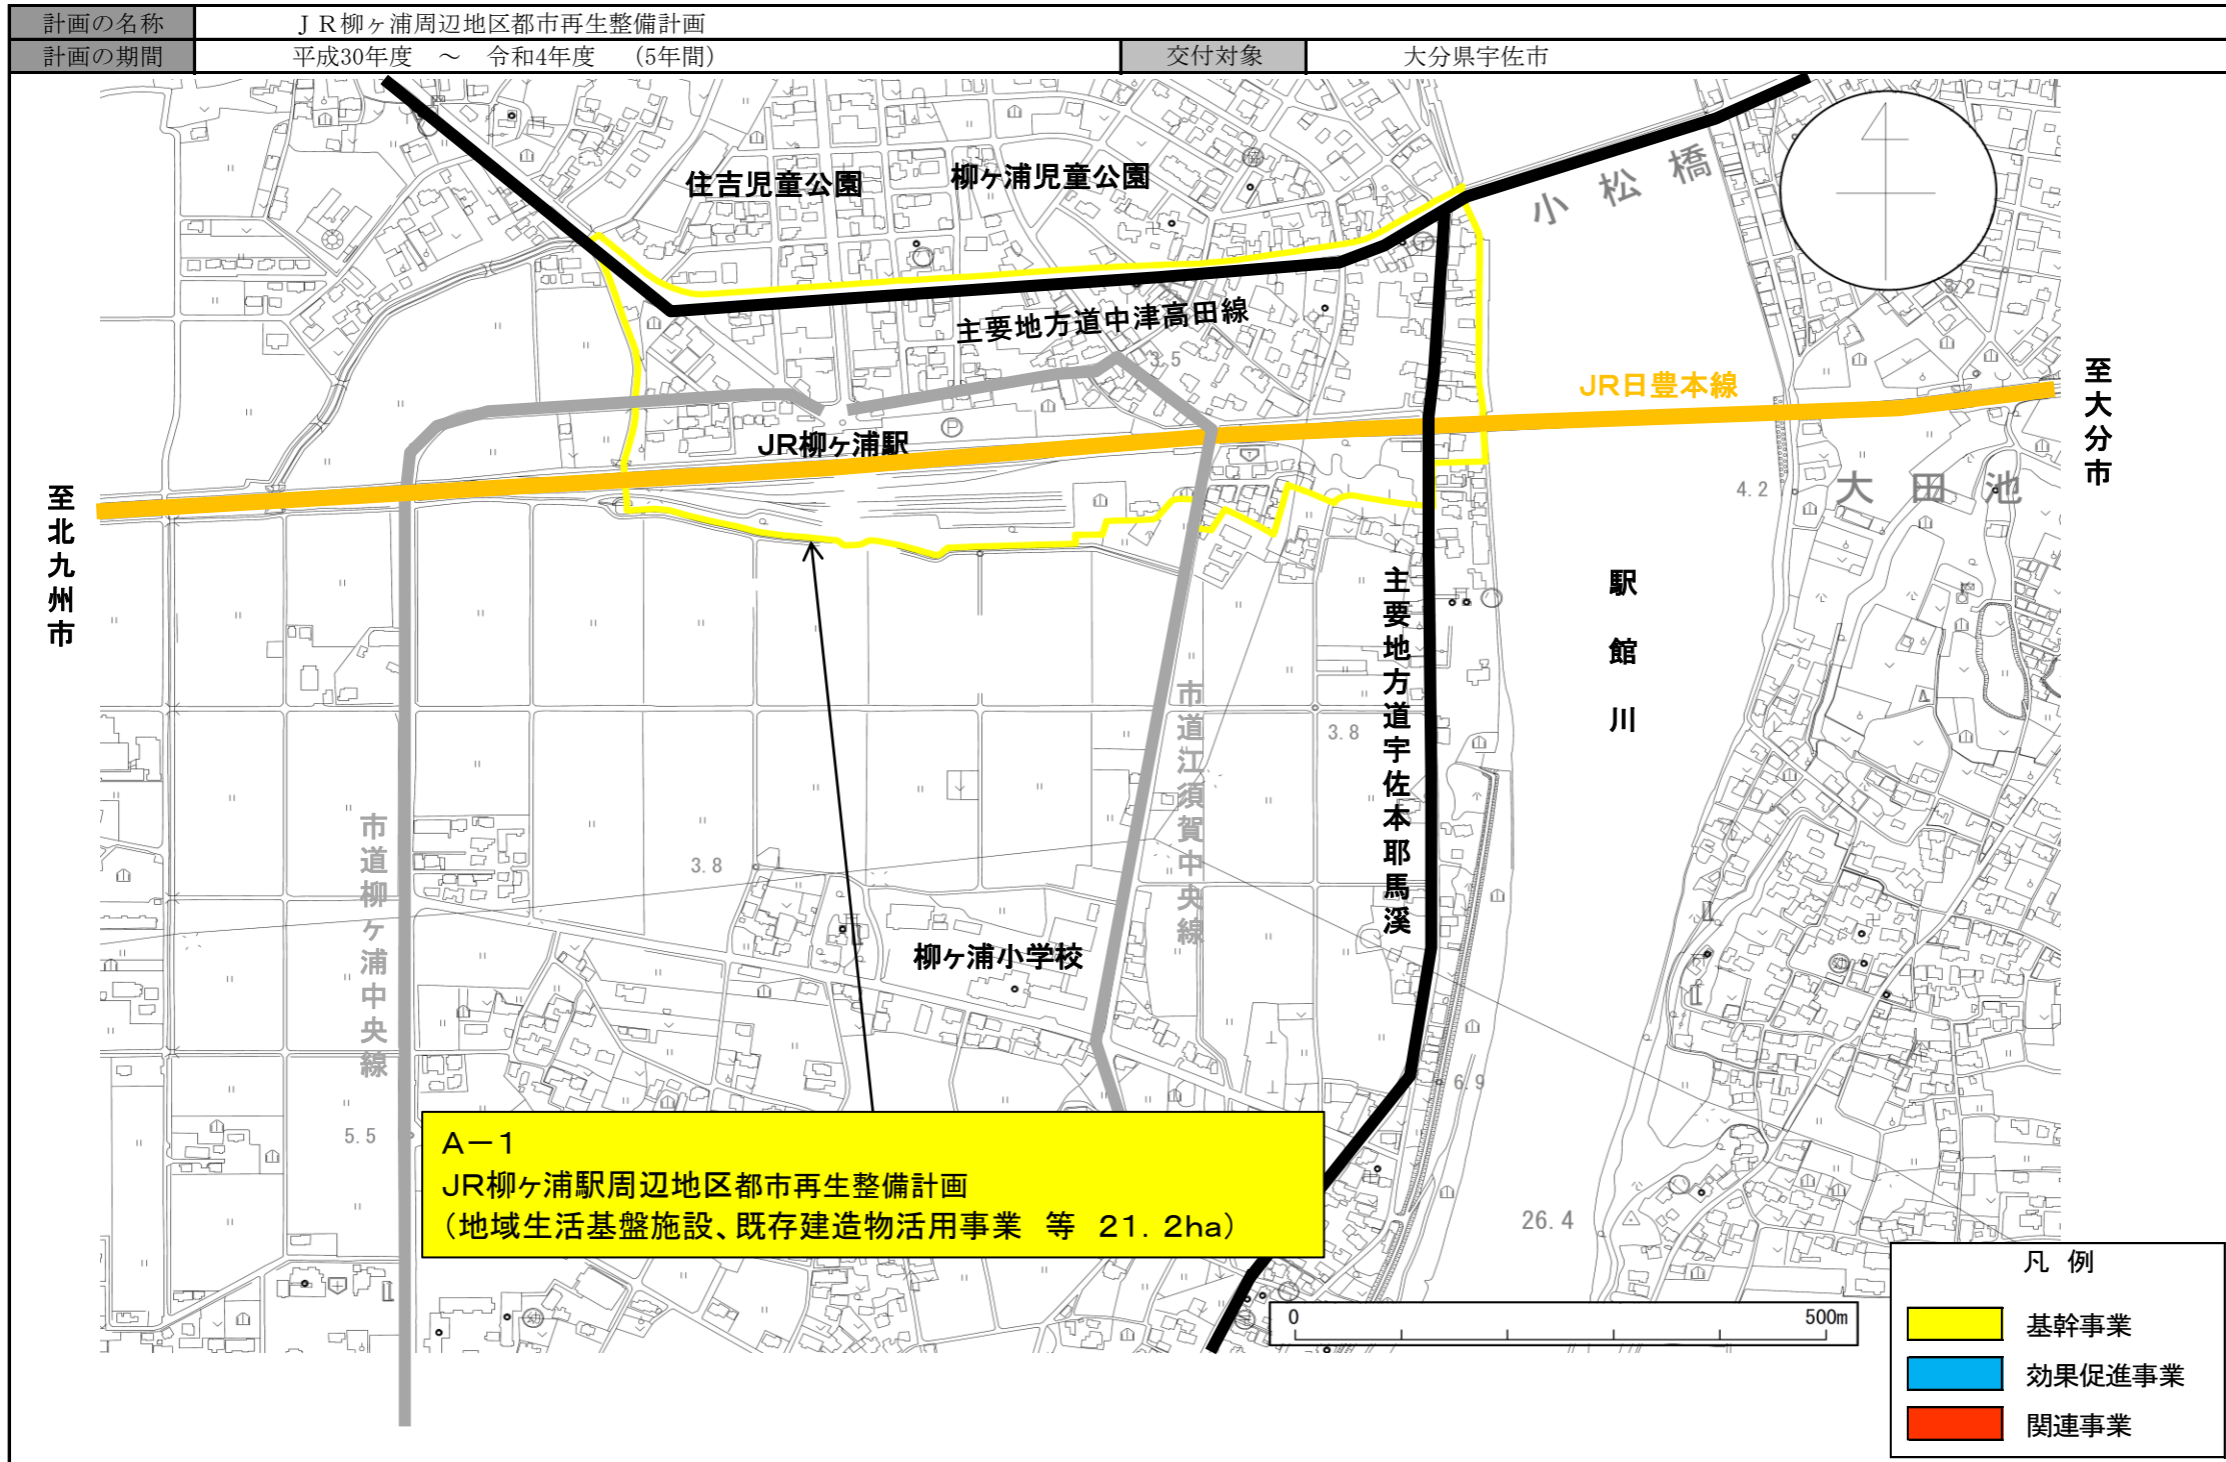 計画の名称
ＪＲ柳ヶ浦周辺地区都市再生整備計画
計画の期間
平成30年度　～　令和4年度　(5年間)
交付対象
大分県宇佐市
住吉児童公園
柳ヶ浦児童公園
小松橋
主要地方道中津高田線
3.5
3.2
JR日豊本線
至大分市
JR柳ヶ浦駅
P
4.2
大田池
至北九州市
駅館川
主要地方道宇佐本耶馬溪
市道江須賀中央線
3.8
市道柳ヶ浦中央線
3.8
柳ヶ浦小学校
6.9
5.5
A－1
JR柳ヶ浦駅周辺地区都市再生整備計画
（地域生活基盤施設、既存建造物活用事業　等　21．2ha）
26.4
0
500m
凡 例
基幹事業
効果促進事業
関連事業